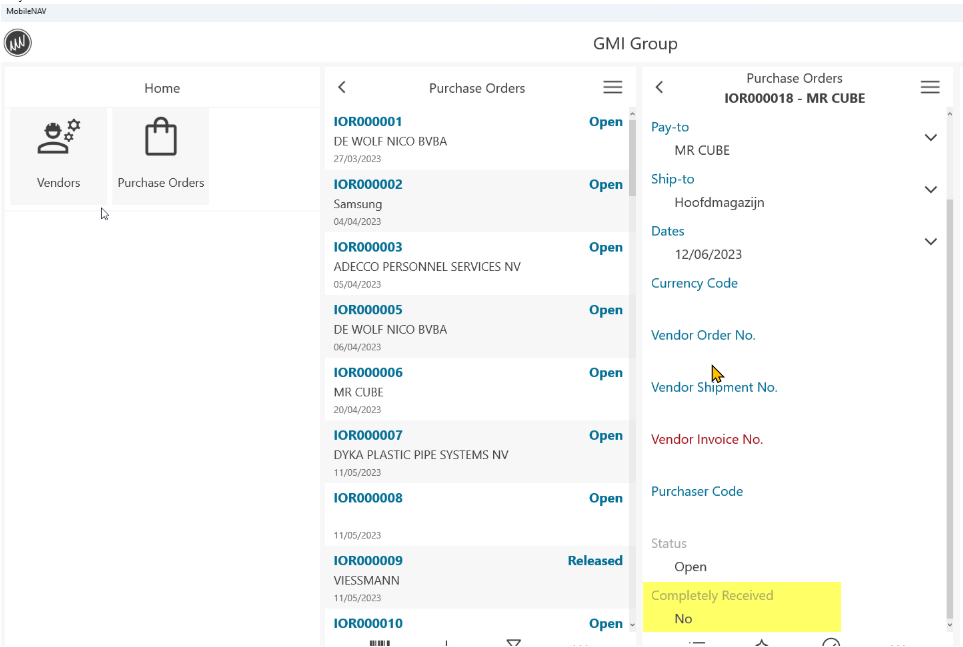 MobileNAV
GMI Group
Home
Vendors
Purchase Orders
Purchase Orders
IOR000001 Open
DE WOLF NICO BVBA
27/03/2023
IOR000002 Open
Samsung
04/04/2023
IOR000003 Open
ADECCO PERSONNEL SERVICES NV
05/04/2023
IOR000005 Open
DE WOLF NICO BVBA
06/04/2023
IOR000006 Open
MR CUBE
20/04/2023
IOR000007 Open
DYKA PLASTIC PIPE SYSTEMS NV
11/05/2023
IOR000008 Open
11/05/2023
IOR000009 Released
VIESSMANN
11/05/2023
IOR000010 Open
Purchase Orders
IOR000018 - MR CUBE
Pay-to
MR CUBE
Ship-to
Hoofdmagazijn
Dates
12/06/2023
Currency Code
Vendor Order No.
Vendor Shipment No.
Vendor Invoice No.
Purchaser Code
Status
Open
Completely Received
No